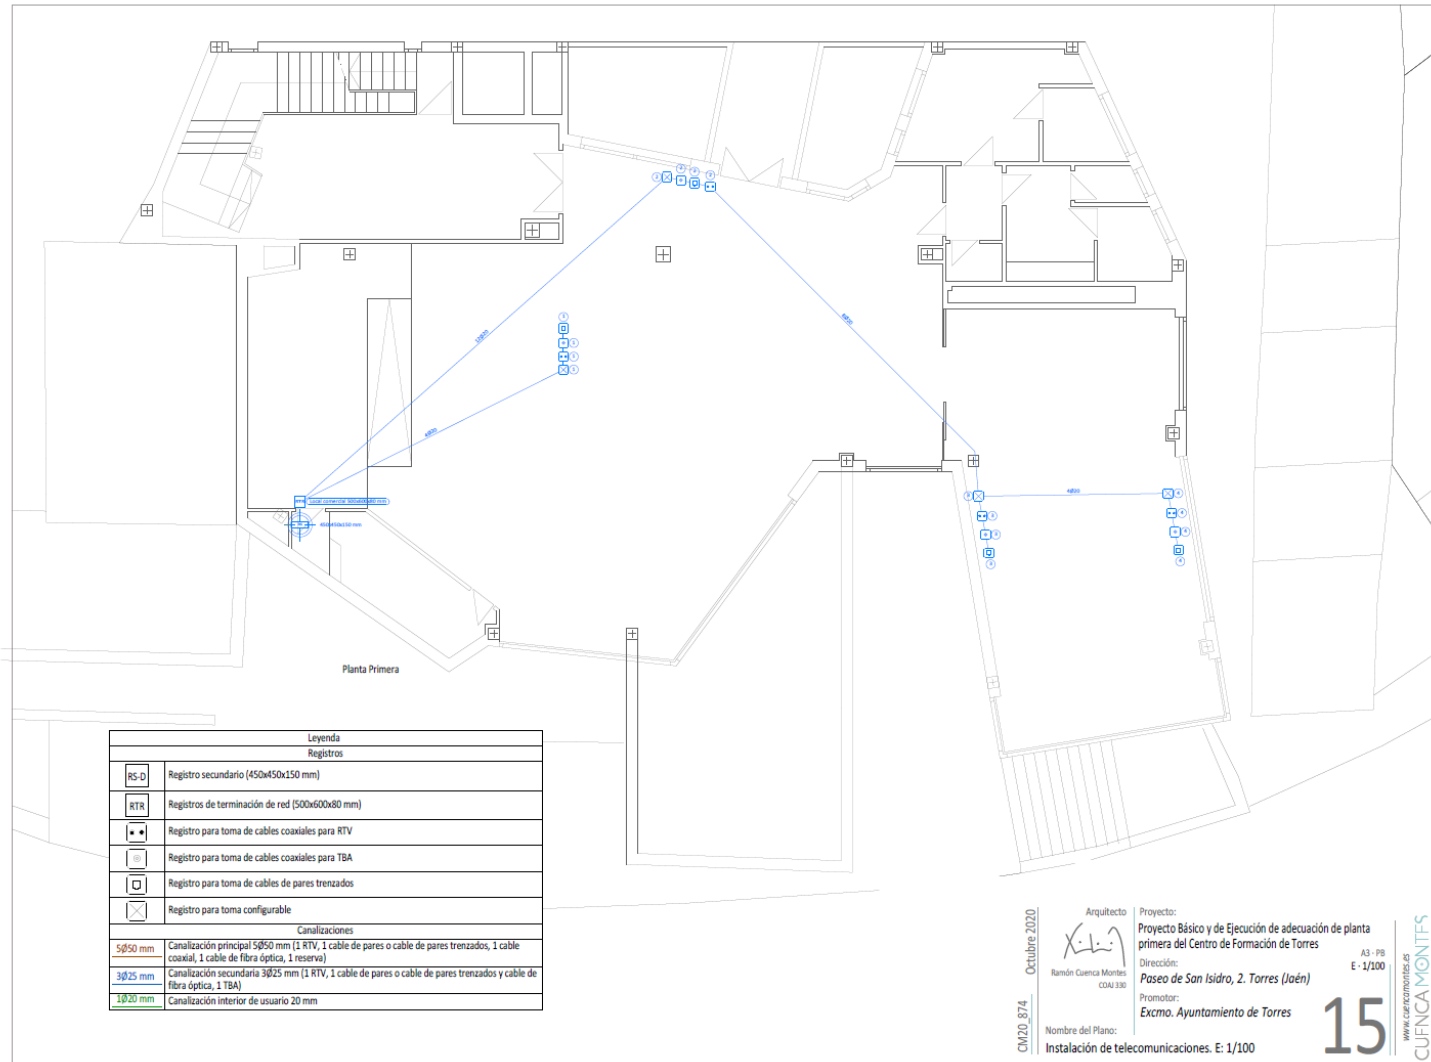 Local comercial 500x600x80 mm
450x450x150 mm
Planta Primera
Leyenda
Registros
RS-D Registro secundario (450x450x150 mm)
RTR Registros de terminación de red (500x600x80 mm)
Registro para toma de cables coaxiales para RTV
Registro para toma de cables coaxiales para TBA
Registro para toma de cables de pares trenzados
Registro para toma configurable
Canalizaciones
5Ø50 mm Canalización principal 5Ø50 mm (1 RTV, 1 cable de pares o cable de pares trenzados, 1 cable
coaxial, 1 cable de fibra óptica, 1 reserva)
3Ø25 mm Canalización secundaria 3Ø25 mm (1 RTV, 1 cable de pares o cable de pares trenzados y cable de
fibra óptica, 1 TBA)
1Ø20 mm Canalización interior de usuario 20 mm
CM20_874
Octubre 2020
Arquitecto
Ramón Cuenca Montes
COAJ 330
Proyecto:
Proyecto Básico y de Ejecución de adecuación de planta
primera del Centro de Formación de Torres
A3 - PB
E - 1/100
Dirección:
Paseo de San Isidro, 2. Torres (Jaén)
Promotor:
Excmo. Ayuntamiento de Torres
Nombre del Plano:
Instalación de telecomunicaciones. E: 1/100
15
www.cuencamontes.es
CUENCA MONTES